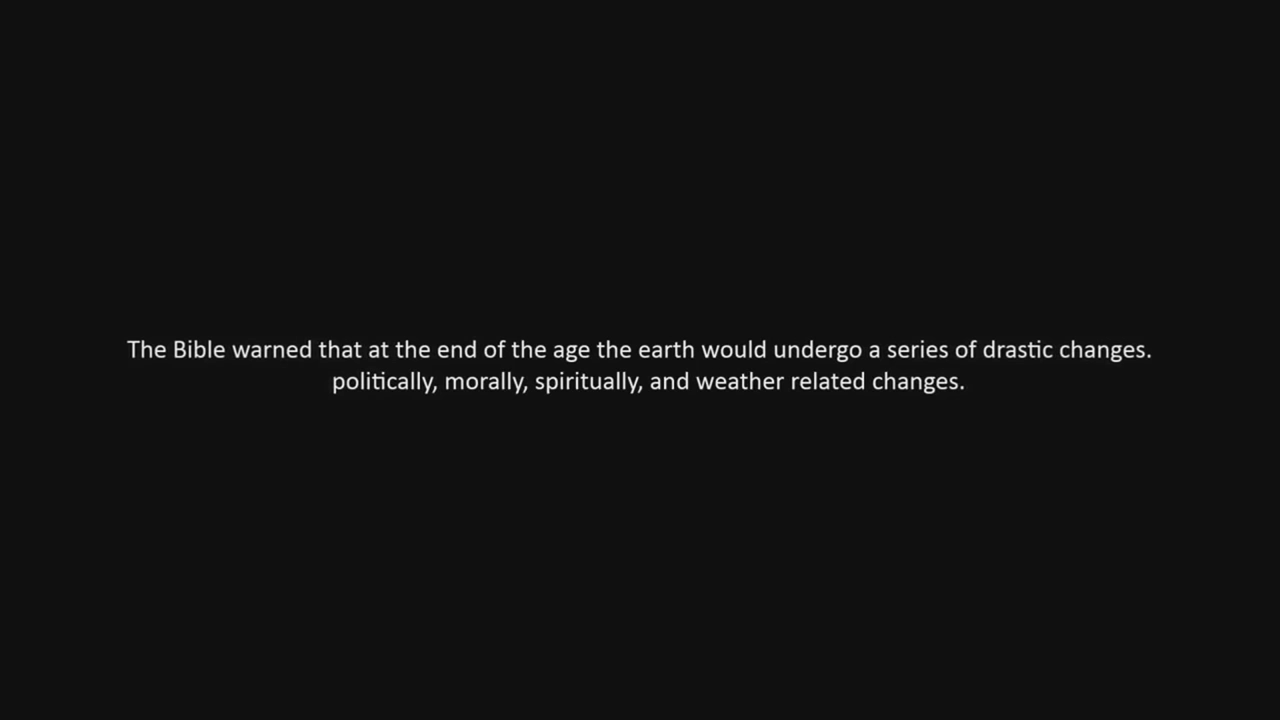 The Bible warned that at the end of the age the earth would undergo a series of drastic changes.
politically, morally, spiritually, and weather related changes.